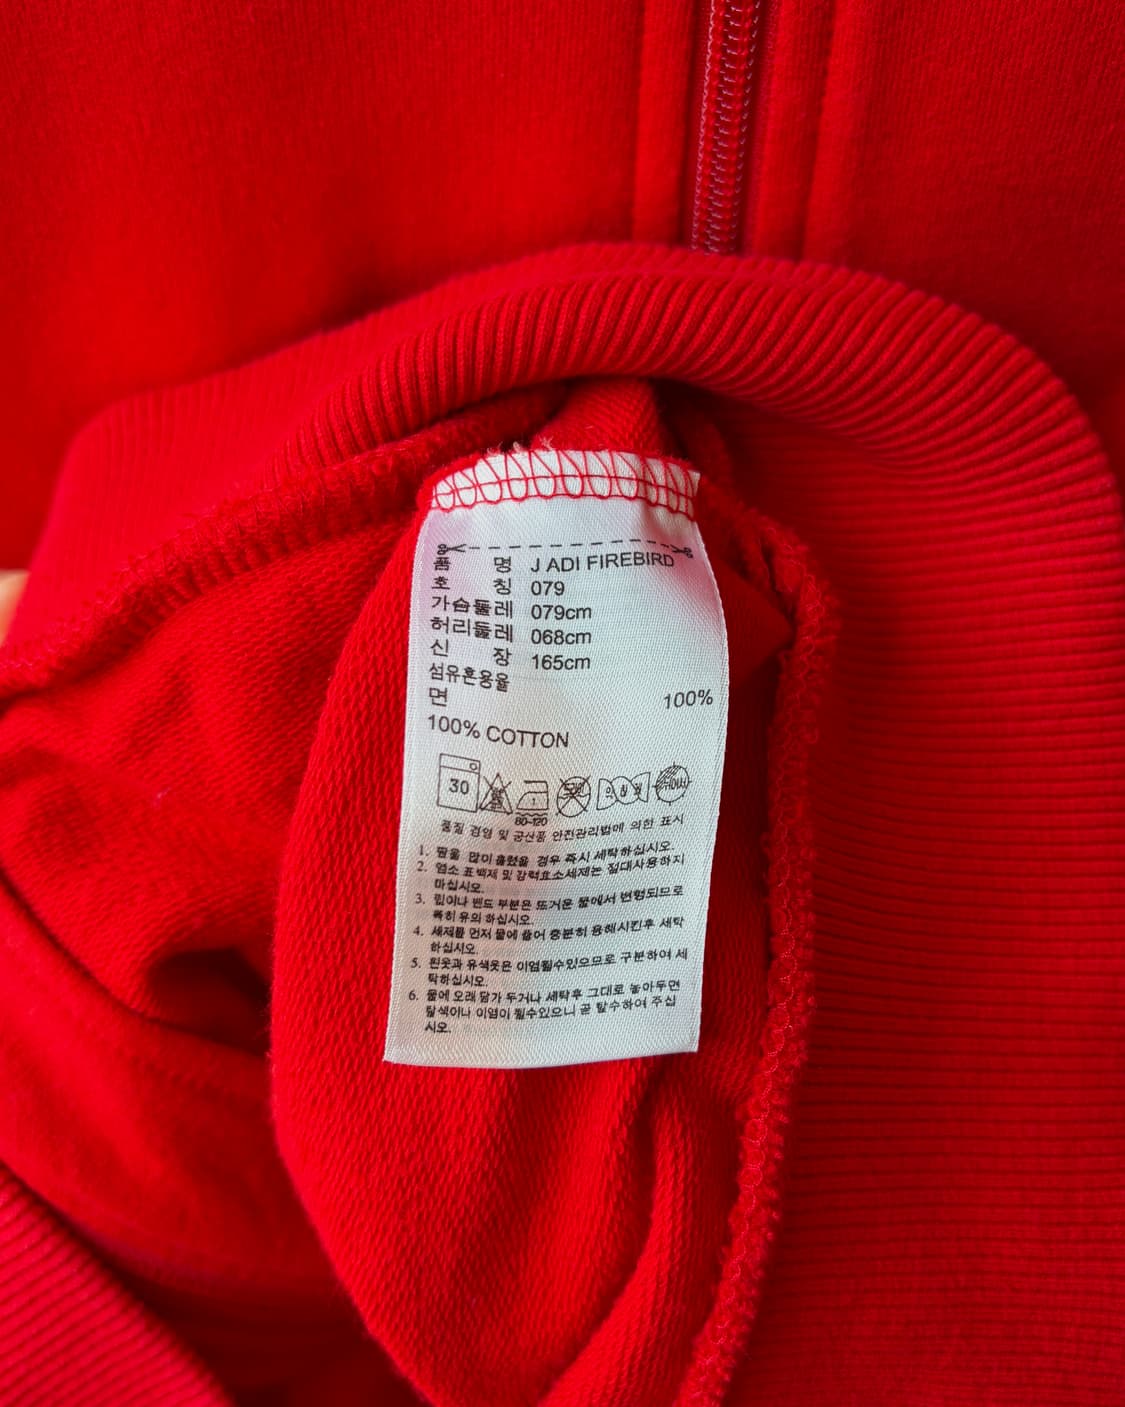 품 명 J ADI FIREBIRD
호 칭 079
가슴둘레 079cm
허리둘레 068cm
신 장 165cm
섬유혼용율
면 100%
100% COTTON
30
80~120
품질 경영 및 공산품 안전관리법에 의한 표시
1. 땀을 많이 흘렸을 경우 즉시 세탁하십시오.
2. 염소 표백제 및 강력효소세제는 절대사용하지
마십시오.
3. 립이나 밴드 부분은 뜨거운 물에서 변형되므로
특히 유의 하십시오.
4. 세제를 먼저 물에 풀어 충분히 용해시킨후 세탁
하십시오.
5. 흰옷과 유색옷은 이염될수있으므로 구분하여 세
탁하십시오.
6. 물에 오래 담가 두거나 세탁후 그대로 놓아두면
탈색이나 이염이 될수있으니 곧 탈수하여 주십
시오.